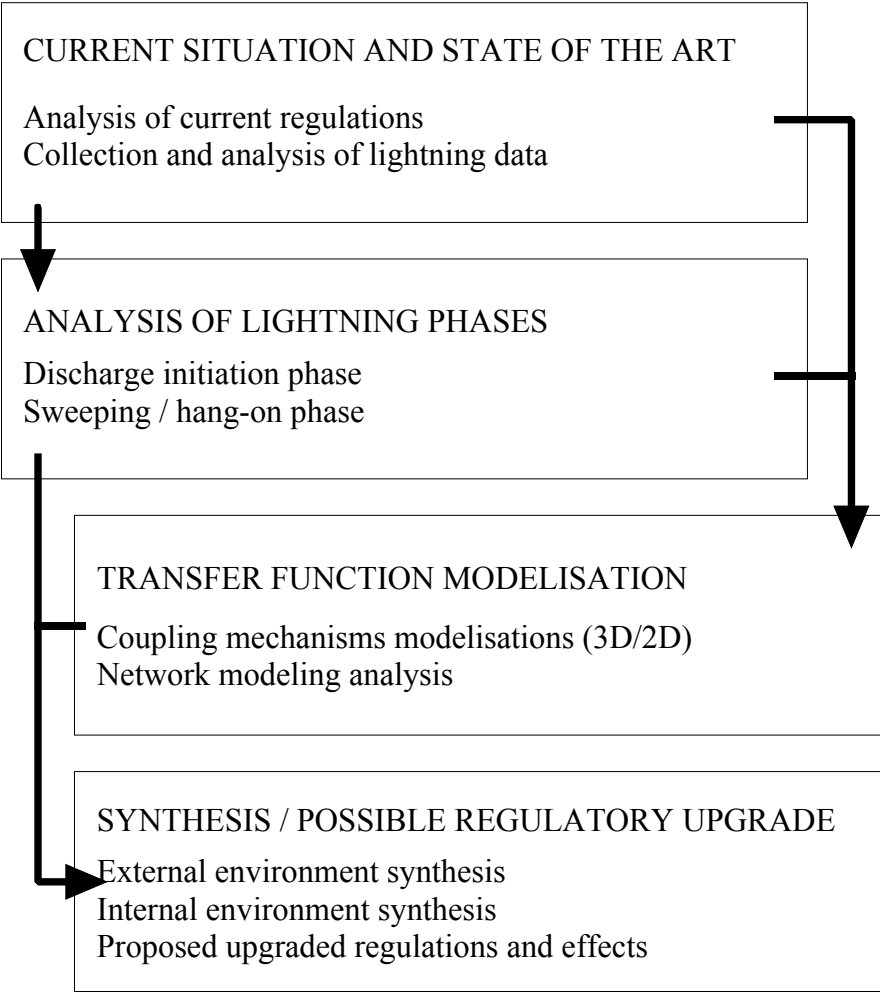 CURRENT SITUATION AND STATE OF THE ART
Analysis of current regulations
Collection and analysis of lightning data
ANALYSIS OF LIGHTNING PHASES
Discharge initiation phase
Sweeping / hang-on phase
TRANSFER FUNCTION MODELISATION
Coupling mechanisms modelisations (3D/2D)
Network modeling analysis
SYNTHESIS / POSSIBLE REGULATORY UPGRADE
External environment synthesis
Internal environment synthesis
Proposed upgraded regulations and effects